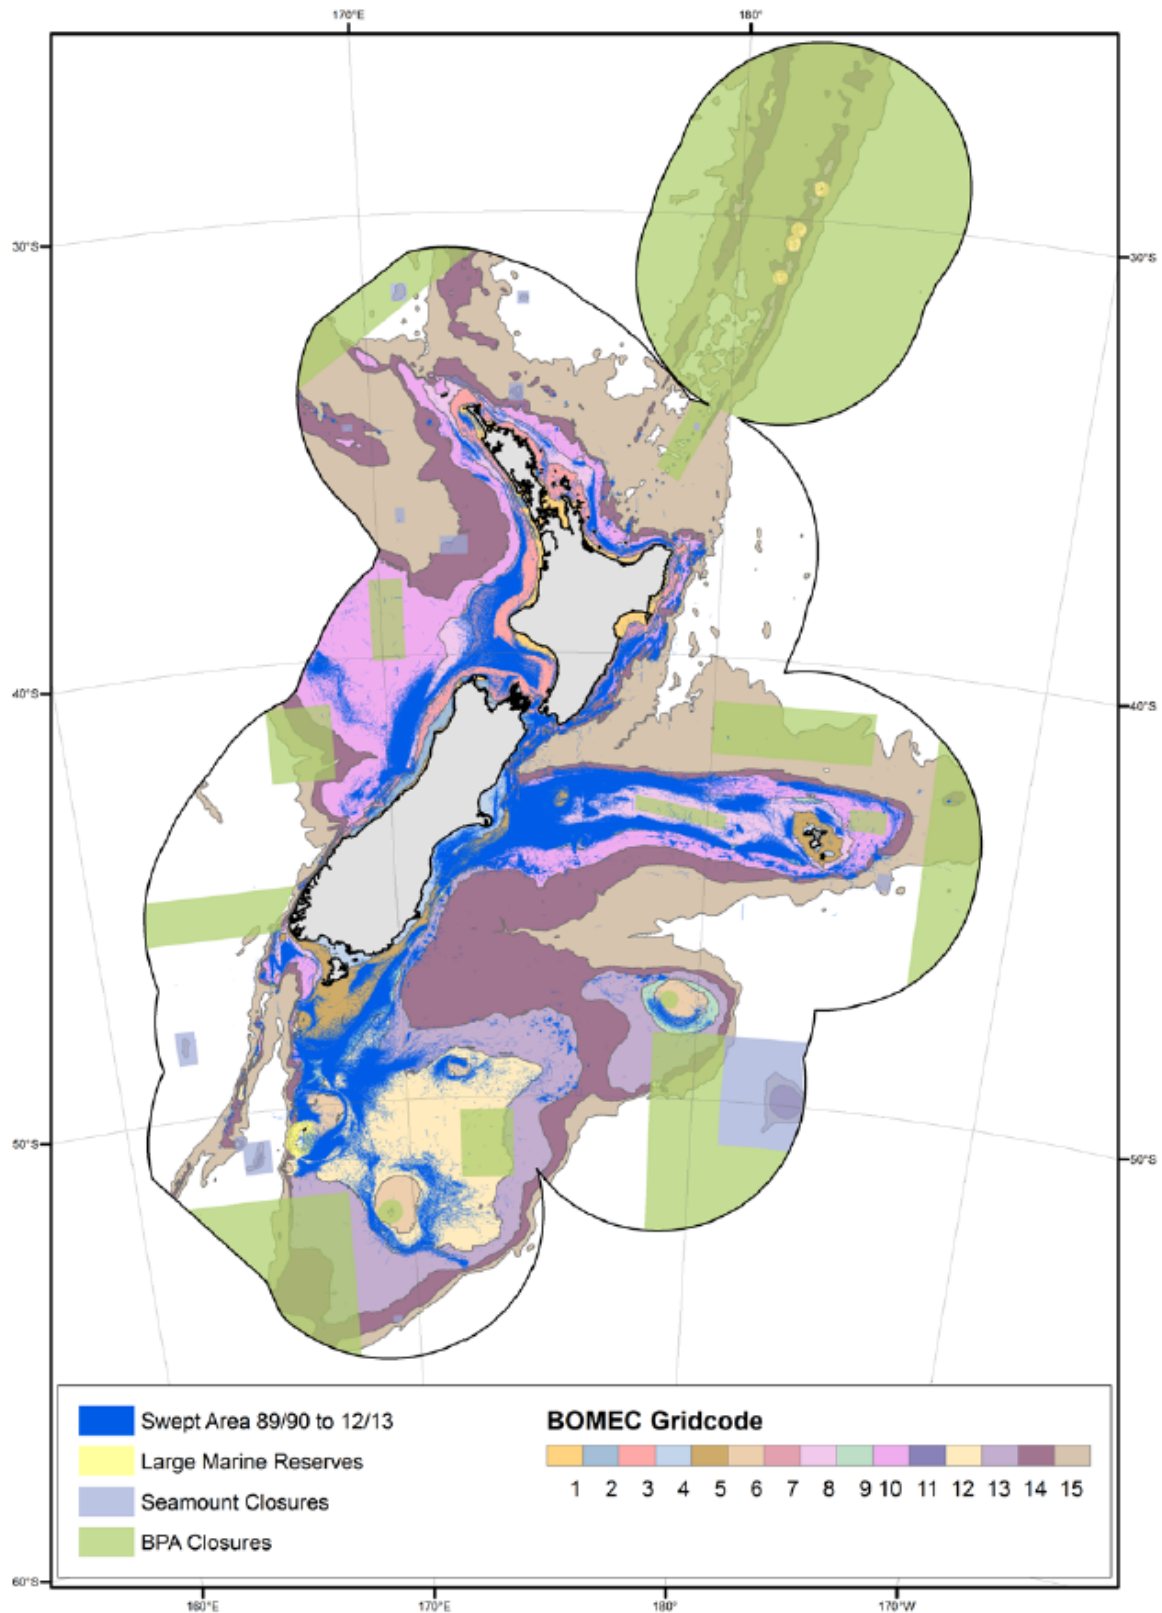 170°E 180°
30°S 30°S
40°S 40°S
50°S 50°S
Swept Area 89/90 to 12/13
Large Marine Reserves
Seamount Closures
BPA Closures
BOMEC Gridcode
1 2 3 4 5 6 7 8 9 10 11 12 13 14 15
60°S
160°E 170°E 180° 170°W